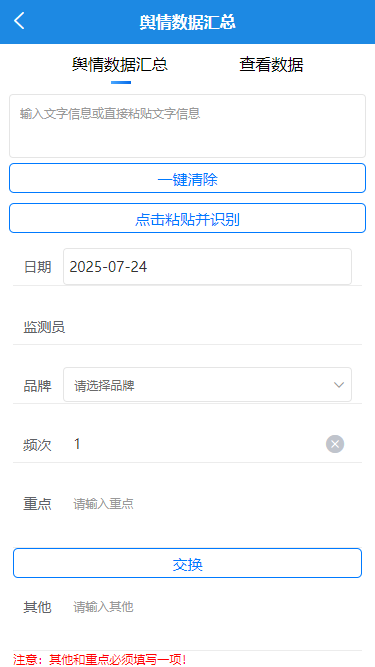 舆情数据汇总
舆情数据汇总 查看数据
输入文字信息或直接粘贴文字信息
一键清除
点击粘贴并识别
日期 2025-07-24
监测员
品牌 请选择品牌
频次 1
重点 请输入重点
交换
其他 请输入其他
注意：其他和重点必须填写一项！